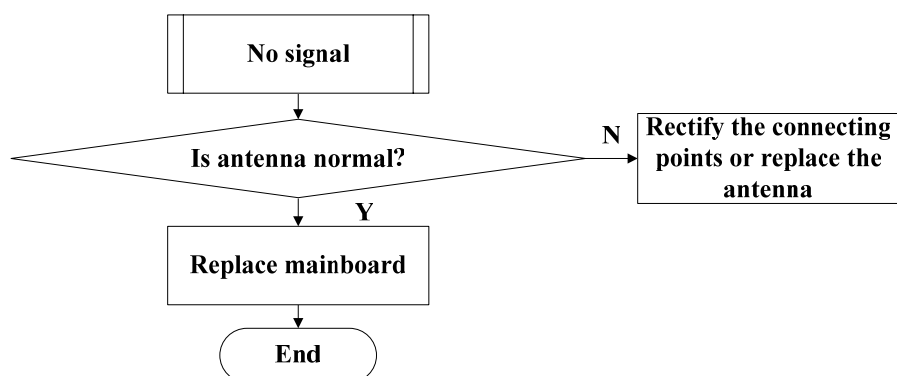 No signal
Is antenna normal?
N
Rectify the connecting
points or replace the
antenna
Y
Replace mainboard
End